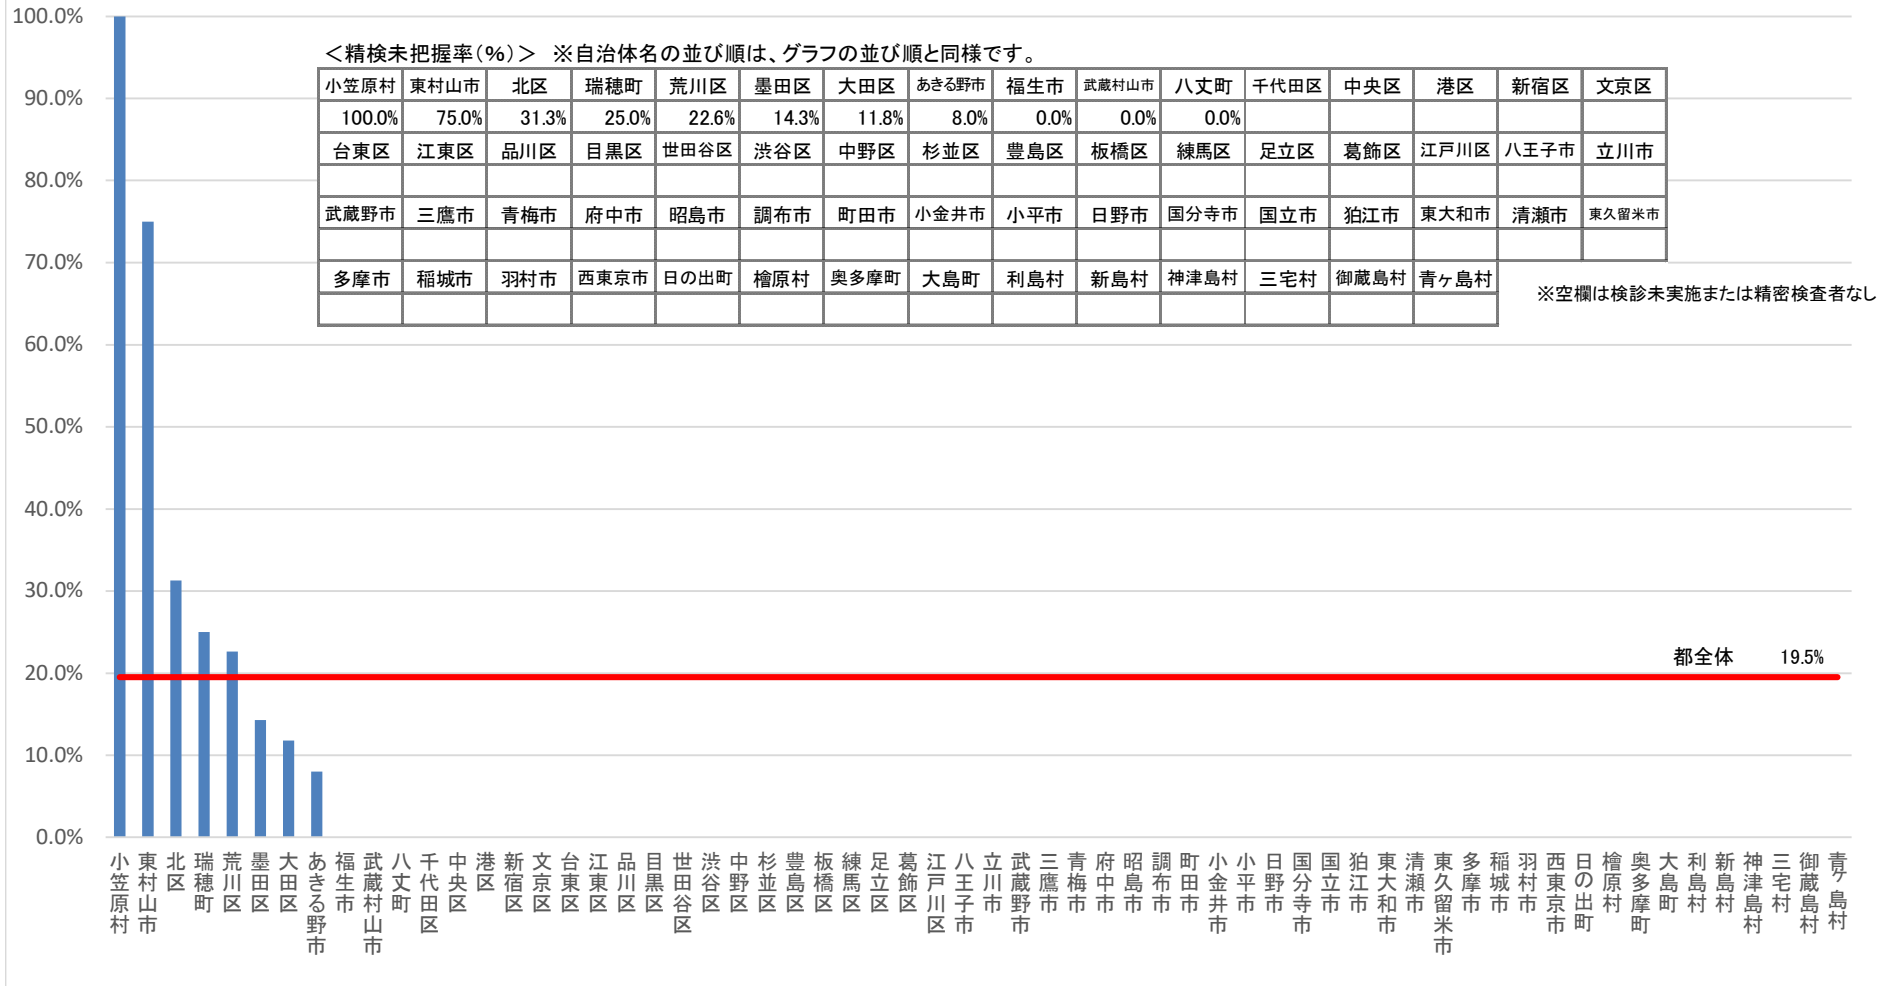 100.0%
90.0%
80.0%
70.0%
60.0%
50.0%
40.0%
30.0%
20.0%
10.0%
0.0%
＜精検未把握率(％)＞ ※自治体名の並び順は、グラフの並び順と同様です。
小笠原村 東村山市 北区 瑞穂町 荒川区 墨田区 大田区 あきる野市 福生市 武蔵村山市 八丈町 千代田区 中央区 港区 新宿区 文京区
100.0% 75.0% 31.3% 25.0% 22.6% 14.3% 11.8% 8.0% 0.0% 0.0% 0.0%
台東区 江東区 品川区 目黒区 世田谷区 渋谷区 中野区 杉並区 豊島区 板橋区 練馬区 足立区 葛飾区 江戸川区 八王子市 立川市
武蔵野市 三鷹市 青梅市 府中市 昭島市 調布市 町田市 小金井市 小平市 日野市 国分寺市 国立市 狛江市 東大和市 清瀬市 東久留米市
多摩市 稲城市 羽村市 西東京市 日の出町 檜原村 奥多摩町 大島町 利島村 新島村 神津島村 三宅村 御蔵島村 青ヶ島村
※空欄は検診未実施または精密検査者なし
都全体 19.5%
小笠原村
東村山市
北区
瑞穂町
荒川区
墨田区
大田区
あきる野市
福生市
武蔵村山市
八丈町
千代田区
中央区
港区
新宿区
文京区
台東区
江東区
品川区
目黒区
世田谷区
渋谷区
中野区
杉並区
豊島区
板橋区
練馬区
足立区
葛飾区
江戸川区
八王子市
立川市
武蔵野市
三鷹市
青梅市
府中市
昭島市
調布市
町田市
小金井市
小平市
日野市
国分寺市
国立市
狛江市
東大和市
清瀬市
東久留米市
多摩市
稲城市
羽村市
西東京市
日の出町
檜原村
奥多摩町
大島町
利島村
新島村
神津島村
三宅村
御蔵島村
青ヶ島村